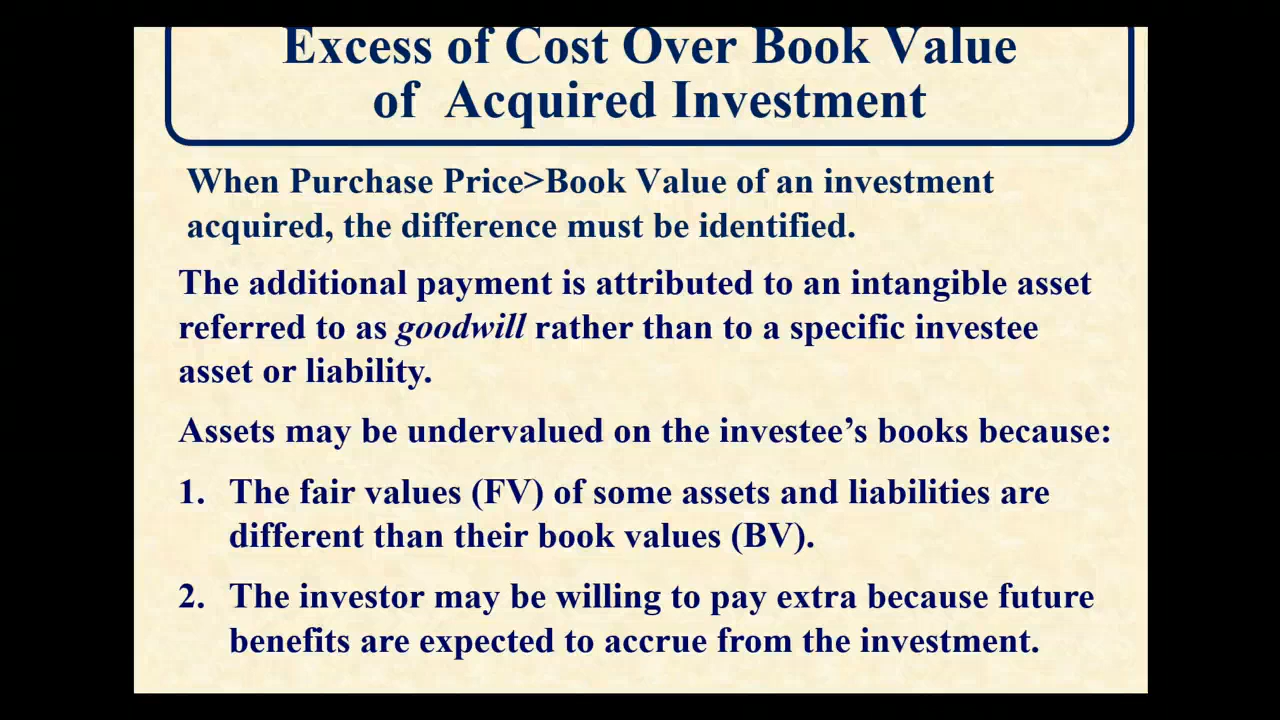 Excess of Cost Over Book Value
of Acquired Investment
When Purchase Price>Book Value of an investment
acquired, the difference must be identified.
The additional payment is attributed to an intangible asset
referred to as goodwill rather than to a specific investee
asset or liability.
Assets may be undervalued on the investee’s books because:
1. The fair values (FV) of some assets and liabilities are
different than their book values (BV).
2. The investor may be willing to pay extra because future
benefits are expected to accrue from the investment.